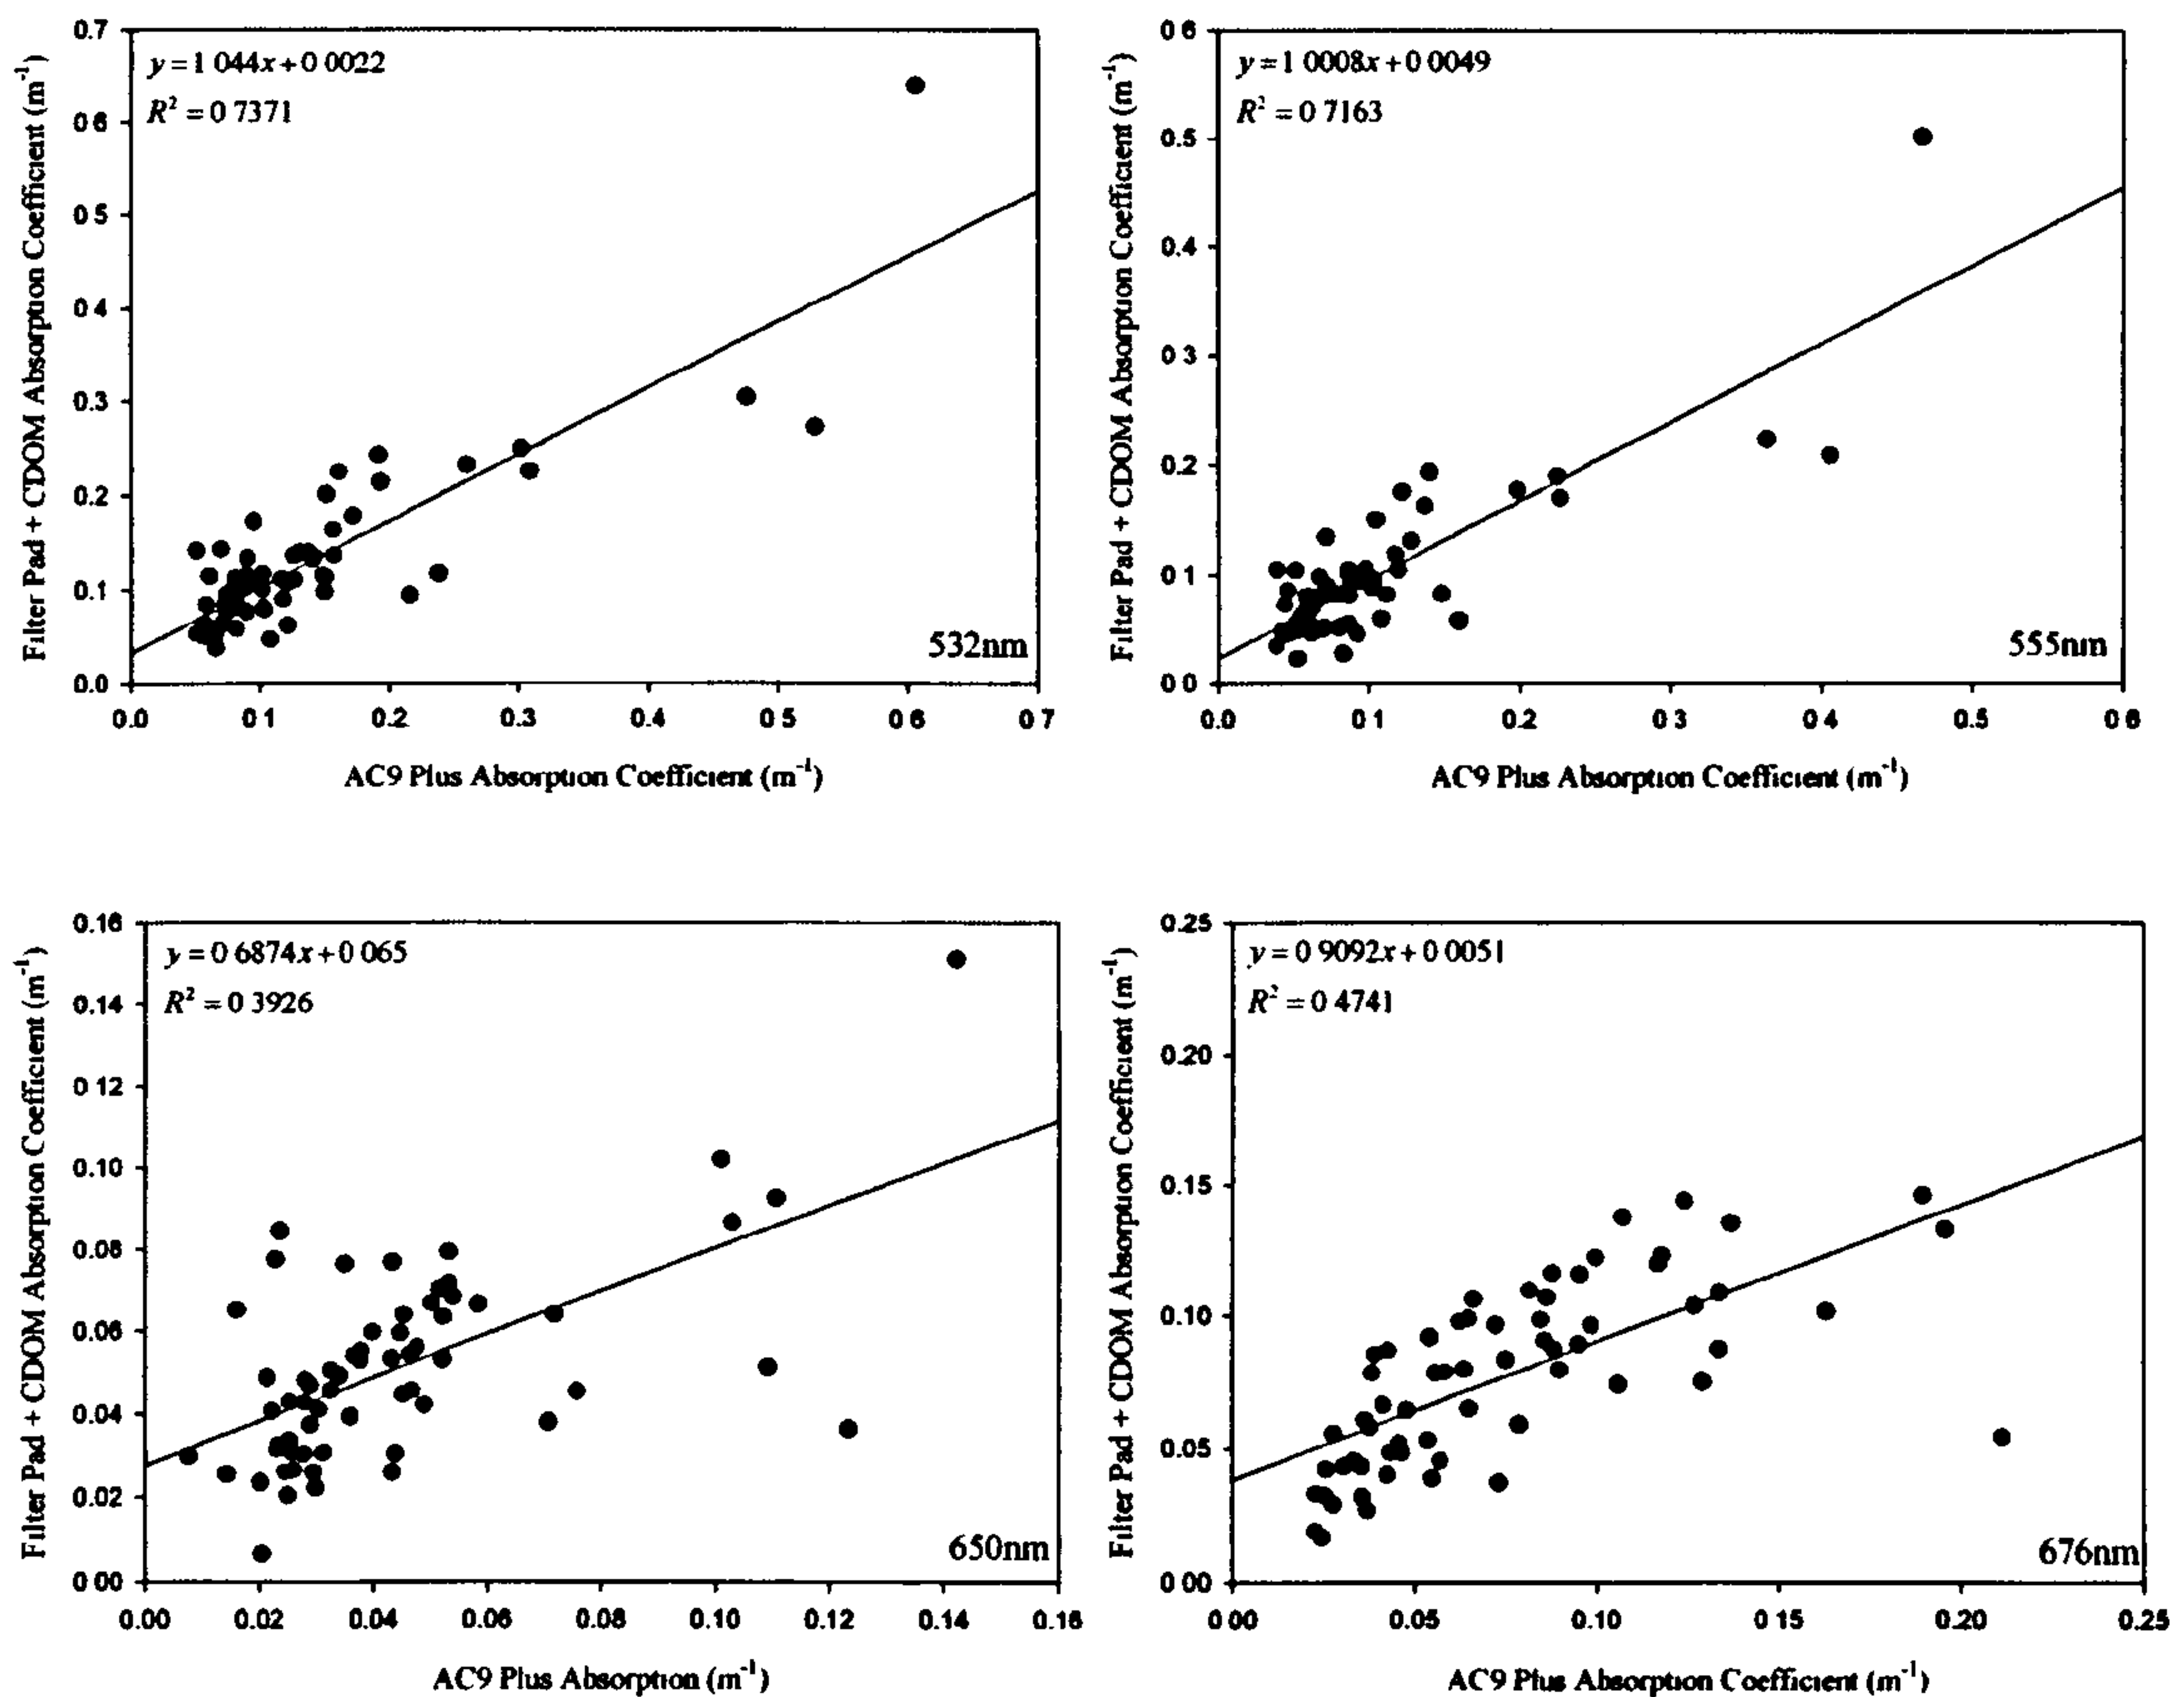 y = 1 044x + 0 0022
R² = 0 7371
0.7
0 6
0 5
0 4
0.3
0.2
0.1
0.0
Filter Pad + CDOM Absorption Coefficient (m⁻¹)
532nm
0.0 0 1 0.2 0.3 0.4 0 5 0 6 0 7
AC9 Plus Absorption Coefficient (m⁻¹)
y = 1 0008x + 0 0049
R² = 0 7163
0 6
0.5
0.4
0.3
0.2
0 1
0 0
Filter Pad + CDOM Absorption Coefficient (m⁻¹)
555nm
0.0 0 1 0.2 0 3 0 4 0.5 0 6
AC9 Plus Absorption Coefficient (m⁻¹)
y = 0 6874x + 0 065
R² = 0 3926
0.16
0 14
0 12
0.10
0.08
0 06
0 04
0 02
0 00
Filter Pad + CDOM Absorption Coefficient (m⁻¹)
650nm
0.00 0.02 0.04 0.06 0.08 0.10 0.12 0.14 0.16
AC9 Plus Absorption (m⁻¹)
y = 0 9092x + 0 0051
R² = 0 4741
0.25
0.20
0.15
0.10
0.05
0 00
Filter Pad + CDOM Absorption Coefficient (m⁻¹)
676nm
0.00 0.05 0.10 0.15 0.20 0.25
AC9 Plus Absorption Coefficient (m⁻¹)